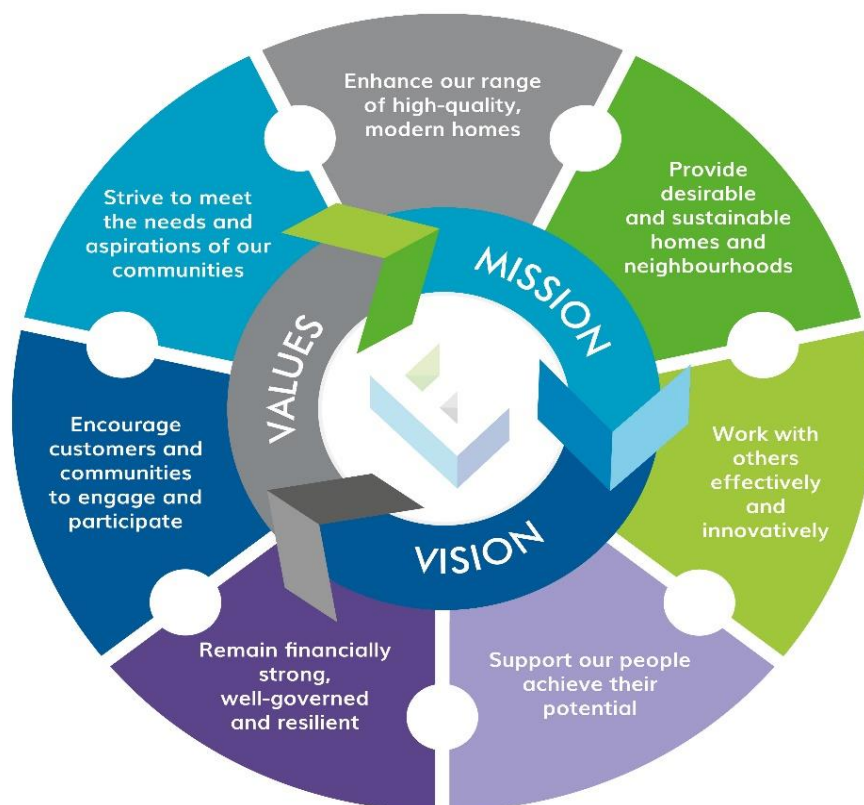 Enhance our range
of high-quality,
modern homes
Provide
desirable
and sustainable
homes and
neighbourhoods
Work with
others
effectively
and
innovatively
Support our people
achieve their
potential
Remain financially
strong,
well-governed
and resilient
Encourage
customers and
communities
to engage and
participate
Strive to meet
the needs and
aspirations of our
communities
MISSION
VISION
VALUES